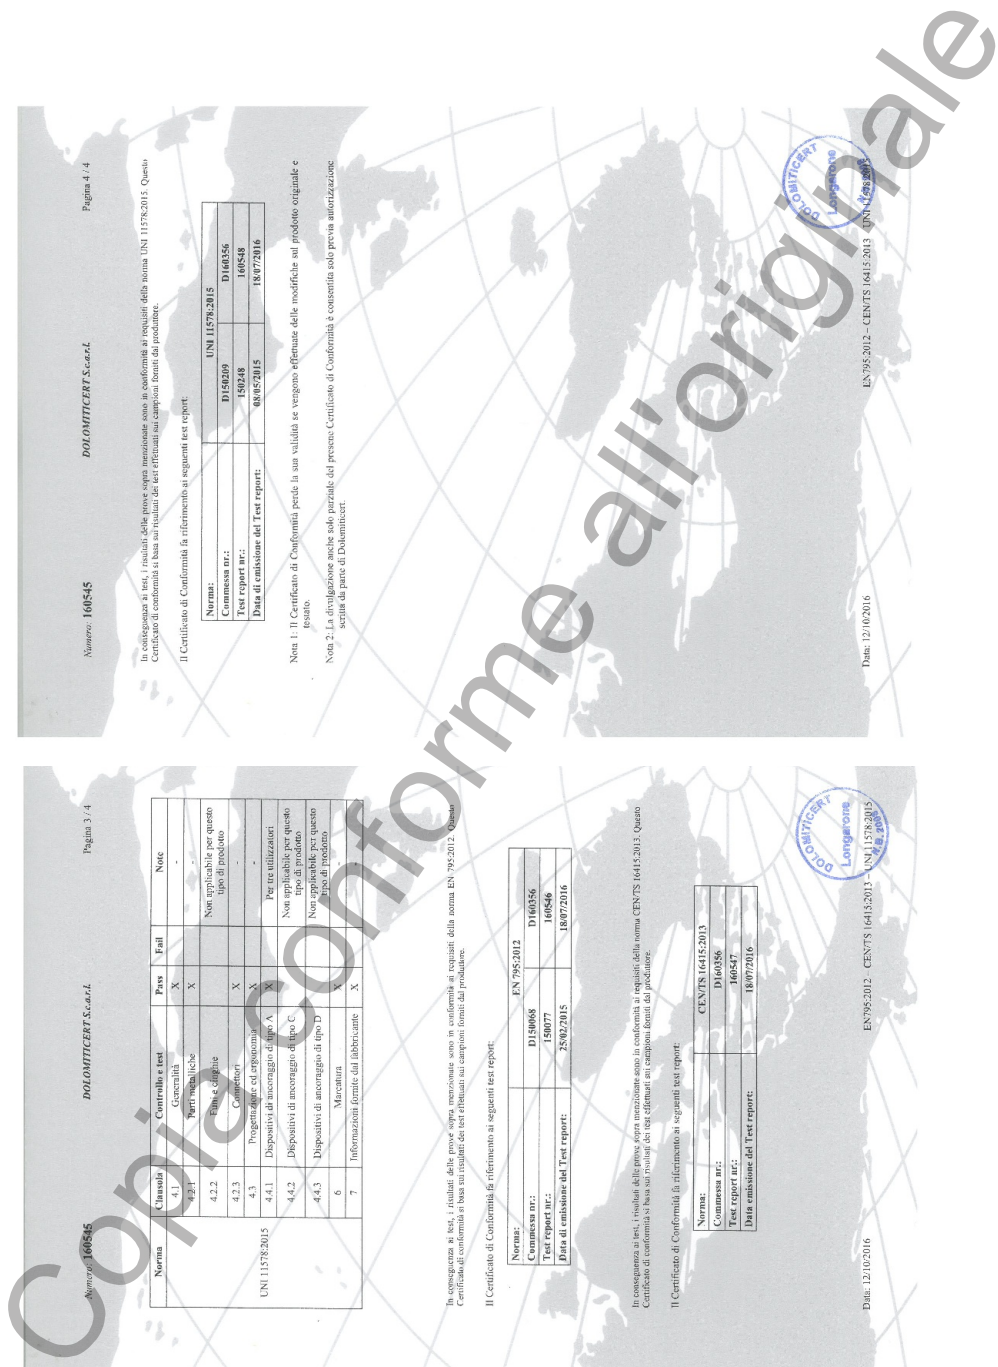 Numero: 160545 DOLOMITICERT S.c.a.r.l. Pagina 3 / 4
Norma Clausola Controllo e test Pass Fail Note
UNI 11578:2015
4.1 Generalità X -
4.2.1 Parti metalliche X -
4.2.2 Funi e cinghie Non applicabile per questo tipo di prodotto
4.2.3 Connettori X -
4.3 Progettazione ed ergonomia X -
4.4.1 Dispositivi di ancoraggio di tipo A X Per tre utilizzatori
4.4.2 Dispositivi di ancoraggio di tipo C Non applicabile per questo tipo di prodotto
4.4.3 Dispositivi di ancoraggio di tipo D Non applicabile per questo tipo di prodotto
6 Marcatura X -
7 Informazioni fornite dal fabbricante X
In conseguenza ai test, i risultati delle prove sopra menzionate sono in conformità ai requisiti della norma EN 795:2012. Questo
Certificato di conformità si basa sui risultati dei test effettuati sui campioni forniti dal produttore.
Il Certificato di Conformità fa riferimento ai seguenti test report:
Norma: EN 795:2012
Commessa nr.: D150068 D160356
Test report nr.: 150077 160546
Data di emissione del Test report: 25/02/2015 18/07/2016
In conseguenza ai test, i risultati delle prove sopra menzionate sono in conformità ai requisiti della norma CEN/TS 16415:2013. Questo
Certificato di conformità si basa sui risultati dei test effettuati sui campioni forniti dal produttore.
Il Certificato di Conformità fa riferimento ai seguenti test report:
Norma: CEN/TS 16415:2013
Commessa nr.: D160356
Test report nr.: 160547
Data emissione del Test report: 18/07/2016
Data: 12/10/2016 EN795:2012 – CEN/TS 16415:2013 – UNI 11578:2015
DOLOMITICERT
Longarone
N.B. 2008
Numero: 160545 DOLOMITICERT S.c.a.r.l. Pagina 4 / 4
In conseguenza ai test, i risultati delle prove sopra menzionate sono in conformità ai requisiti della norma UNI 11578:2015. Questo
Certificato di conformità si basa sui risultati dei test effettuati sui campioni forniti dal produttore.
Il Certificato di Conformità fa riferimento ai seguenti test report:
Norma: UNI 11578:2015
Commessa nr.: D150209 D160356
Test report nr.: 150248 160548
Data di emissione del Test report: 08/05/2015 18/07/2016
Nota 1: Il Certificato di Conformità perde la sua validità se vengono effettuate delle modifiche sul prodotto originale e
testato.
Nota 2: La divulgazione anche solo parziale del presene Certificato di Conformità è consentita solo previa autorizzazione
scritta da parte di Dolomiticert.
Data: 12/10/2016 EN795:2012 – CEN/TS 16415:2013 UNI 11578:2015
DOLOMITICERT
Longarone
Copia conforme all'originale